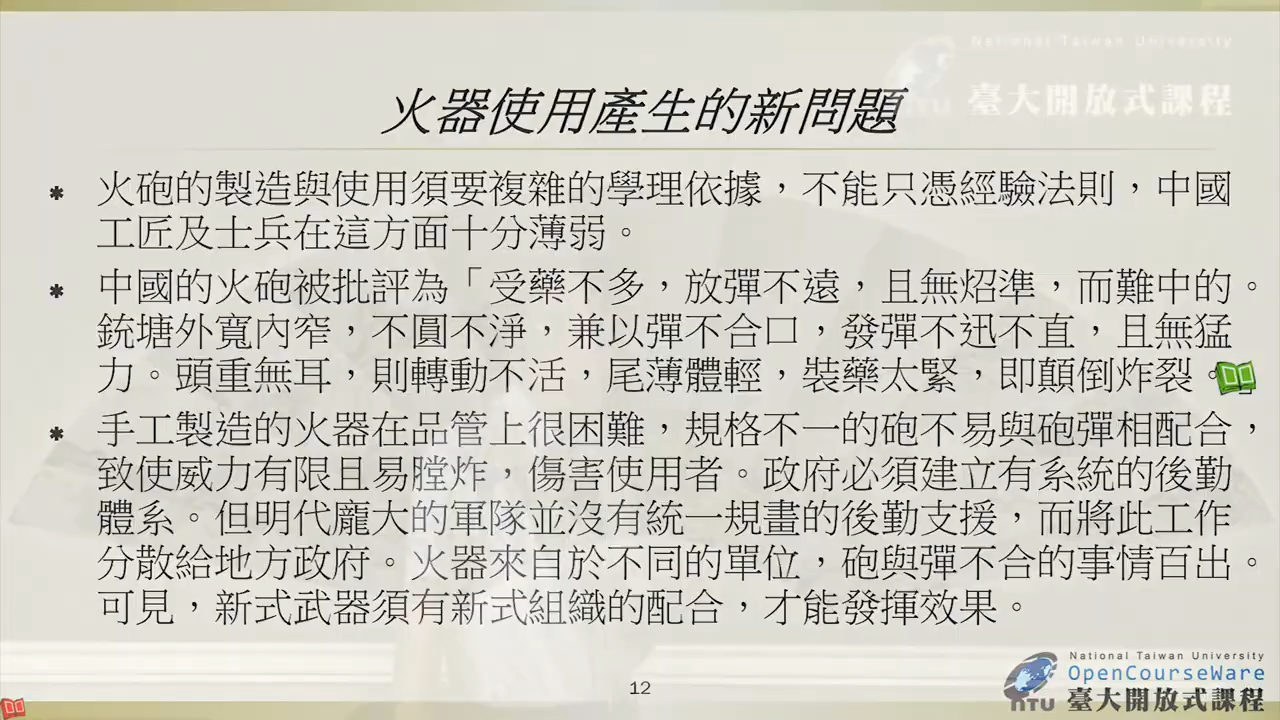 National Taiwan University
臺大開放式課程
NTU
火器使用產生的新問題
* 火砲的製造與使用須要複雜的學理依據，不能只憑經驗法則，中國
工匠及士兵在這方面十分薄弱。
* 中國的火砲被批評為「受藥不多，放彈不遠，且無炤準，而難中的。
銃塘外寬內窄，不圓不淨，兼以彈不合口，發彈不迅不直，且無猛
力。頭重無耳，則轉動不活，尾薄體輕，裝藥太緊，即顛倒炸裂。
* 手工製造的火器在品管上很困難，規格不一的砲不易與砲彈相配合，
致使威力有限且易膛炸，傷害使用者。政府必須建立有系統的後勤
體系。但明代龐大的軍隊並沒有統一規畫的後勤支援，而將此工作
分散給地方政府。火器來自於不同的單位，砲與彈不合的事情百出。
可見，新式武器須有新式組織的配合，才能發揮效果。
12
National Taiwan University
OpenCourseWare
NTU 臺大開放式課程